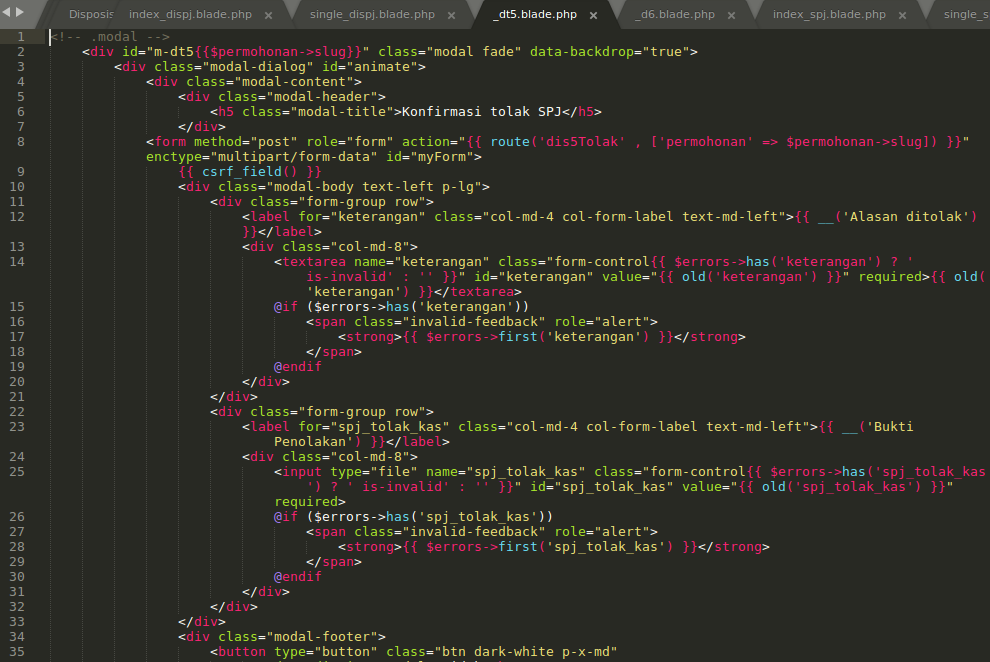 Disposis index_dispj.blade.php × single_dispj.blade.php × _dt5.blade.php × _d6.blade.php × index_spj.blade.php × single_s
1 <!-- .modal -->
2 <div id="m-dt5{{$permohonan->slug}}" class="modal fade" data-backdrop="true">
3 <div class="modal-dialog" id="animate">
4 <div class="modal-content">
5 <div class="modal-header">
6 <h5 class="modal-title">Konfirmasi tolak SPJ</h5>
7 </div>
8 <form method="post" role="form" action="{{ route('dis5Tolak' , ['permohonan' => $permohonan->slug]) }}"
enctype="multipart/form-data" id="myForm">
9 {{ csrf_field() }}
10 <div class="modal-body text-left p-lg">
11 <div class="form-group row">
12 <label for="keterangan" class="col-md-4 col-form-label text-md-left">{{ __('Alasan ditolak')
}}</label>
13 <div class="col-md-8">
14 <textarea name="keterangan" class="form-control{{ $errors->has('keterangan') ? '
is-invalid' : '' }}" id="keterangan" value="{{ old('keterangan') }}" required>{{ old(
'keterangan') }}</textarea>
15 @if ($errors->has('keterangan'))
16 <span class="invalid-feedback" role="alert">
17 <strong>{{ $errors->first('keterangan') }}</strong>
18 </span>
19 @endif
20 </div>
21 </div>
22 <div class="form-group row">
23 <label for="spj_tolak_kas" class="col-md-4 col-form-label text-md-left">{{ __('Bukti
Penolakan') }}</label>
24 <div class="col-md-8">
25 <input type="file" name="spj_tolak_kas" class="form-control{{ $errors->has('spj_tolak_kas
') ? ' is-invalid' : '' }}" id="spj_tolak_kas" value="{{ old('spj_tolak_kas') }}"
required>
26 @if ($errors->has('spj_tolak_kas'))
27 <span class="invalid-feedback" role="alert">
28 <strong>{{ $errors->first('spj_tolak_kas') }}</strong>
29 </span>
30 @endif
31 </div>
32 </div>
33 </div>
34 <div class="modal-footer">
35 <button type="button" class="btn dark-white p-x-md"